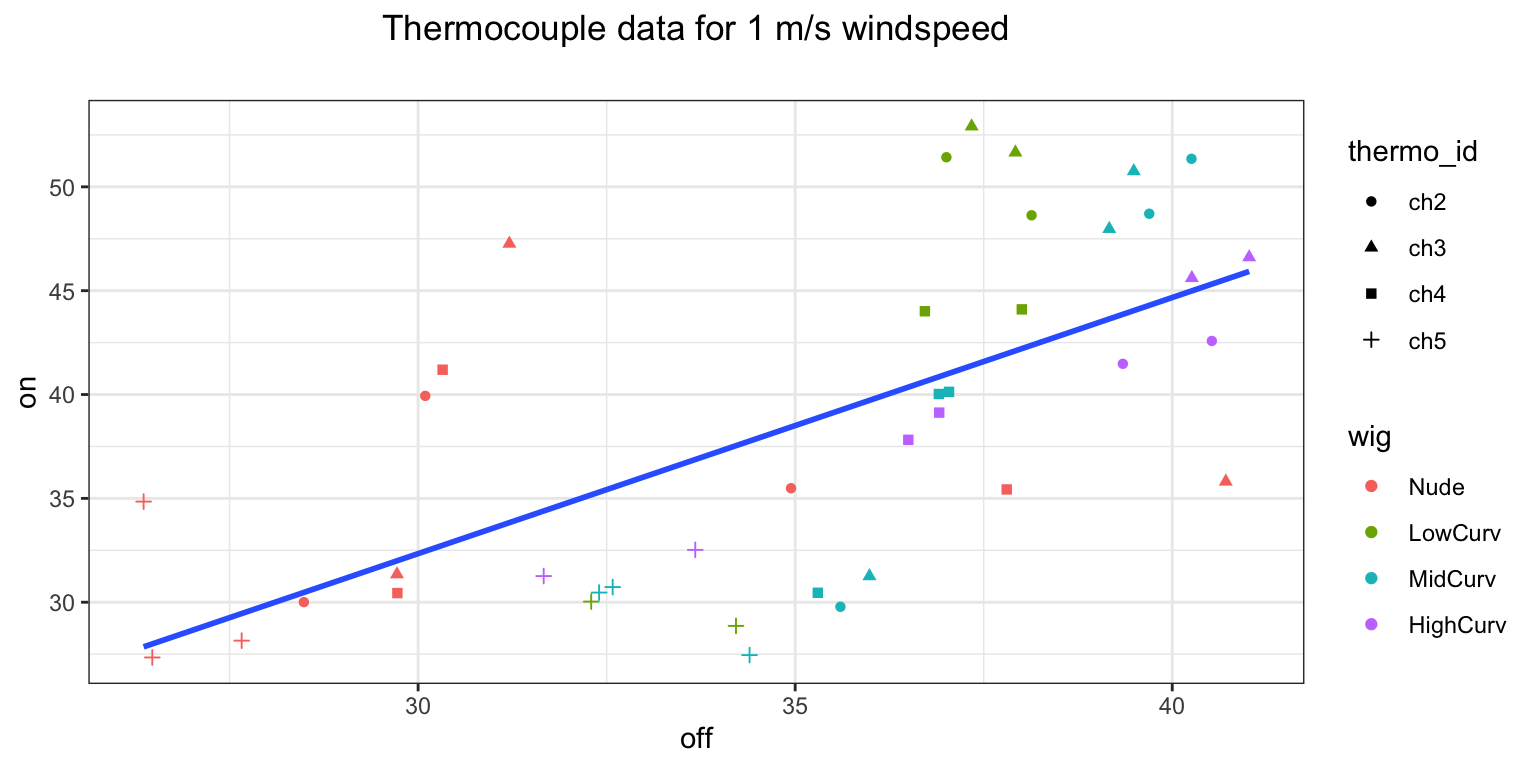 Thermocouple data for 1 m/s windspeed
on
50
45
40
35
30
30
35
40
off
thermo_id
ch2
ch3
ch4
ch5
wig
Nude
LowCurv
MidCurv
HighCurv